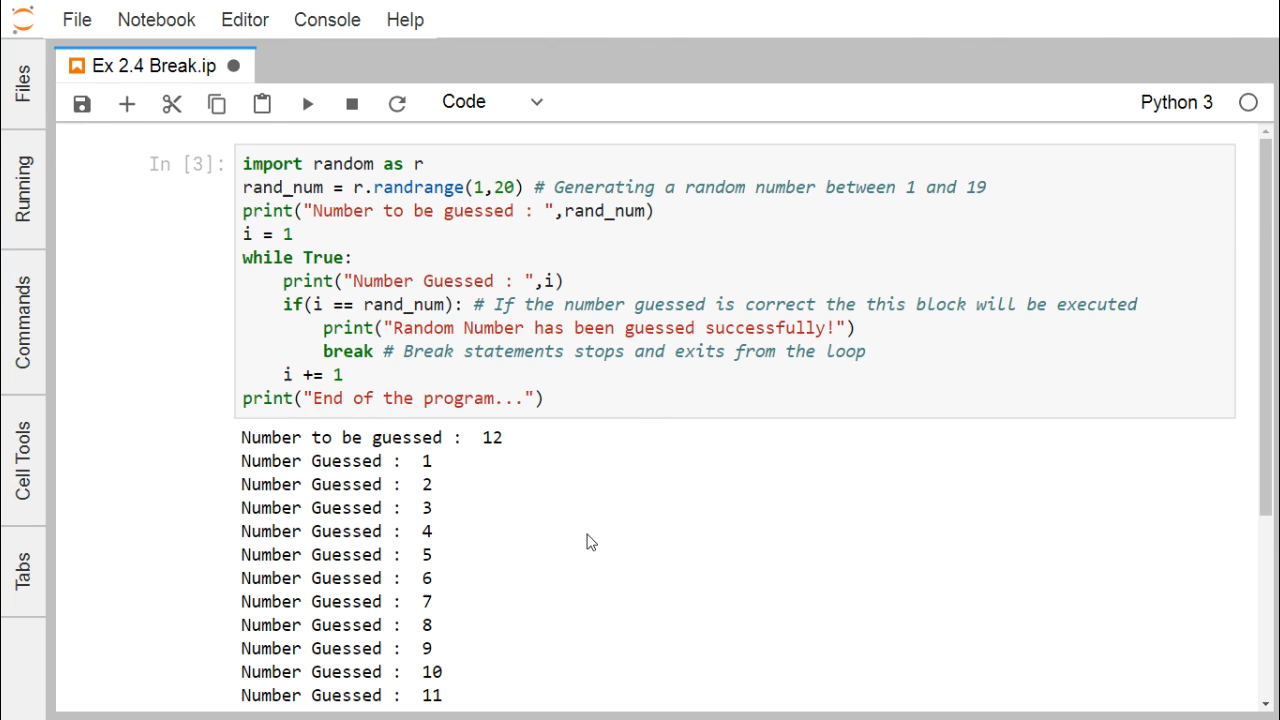 File Notebook Editor Console Help
Ex 2.4 Break.ip
Code Python 3
Files
Running
Commands
Cell Tools
Tabs
In [3]:
import random as r
rand_num = r.randrange(1,20) # Generating a random number between 1 and 19
print("Number to be guessed : ",rand_num)
i = 1
while True:
    print("Number Guessed : ",i)
    if(i == rand_num): # If the number guessed is correct the this block will be executed
        print("Random Number has been guessed successfully!")
        break # Break statements stops and exits from the loop
    i += 1
print("End of the program...")
Number to be guessed :  12
Number Guessed :  1
Number Guessed :  2
Number Guessed :  3
Number Guessed :  4
Number Guessed :  5
Number Guessed :  6
Number Guessed :  7
Number Guessed :  8
Number Guessed :  9
Number Guessed :  10
Number Guessed :  11